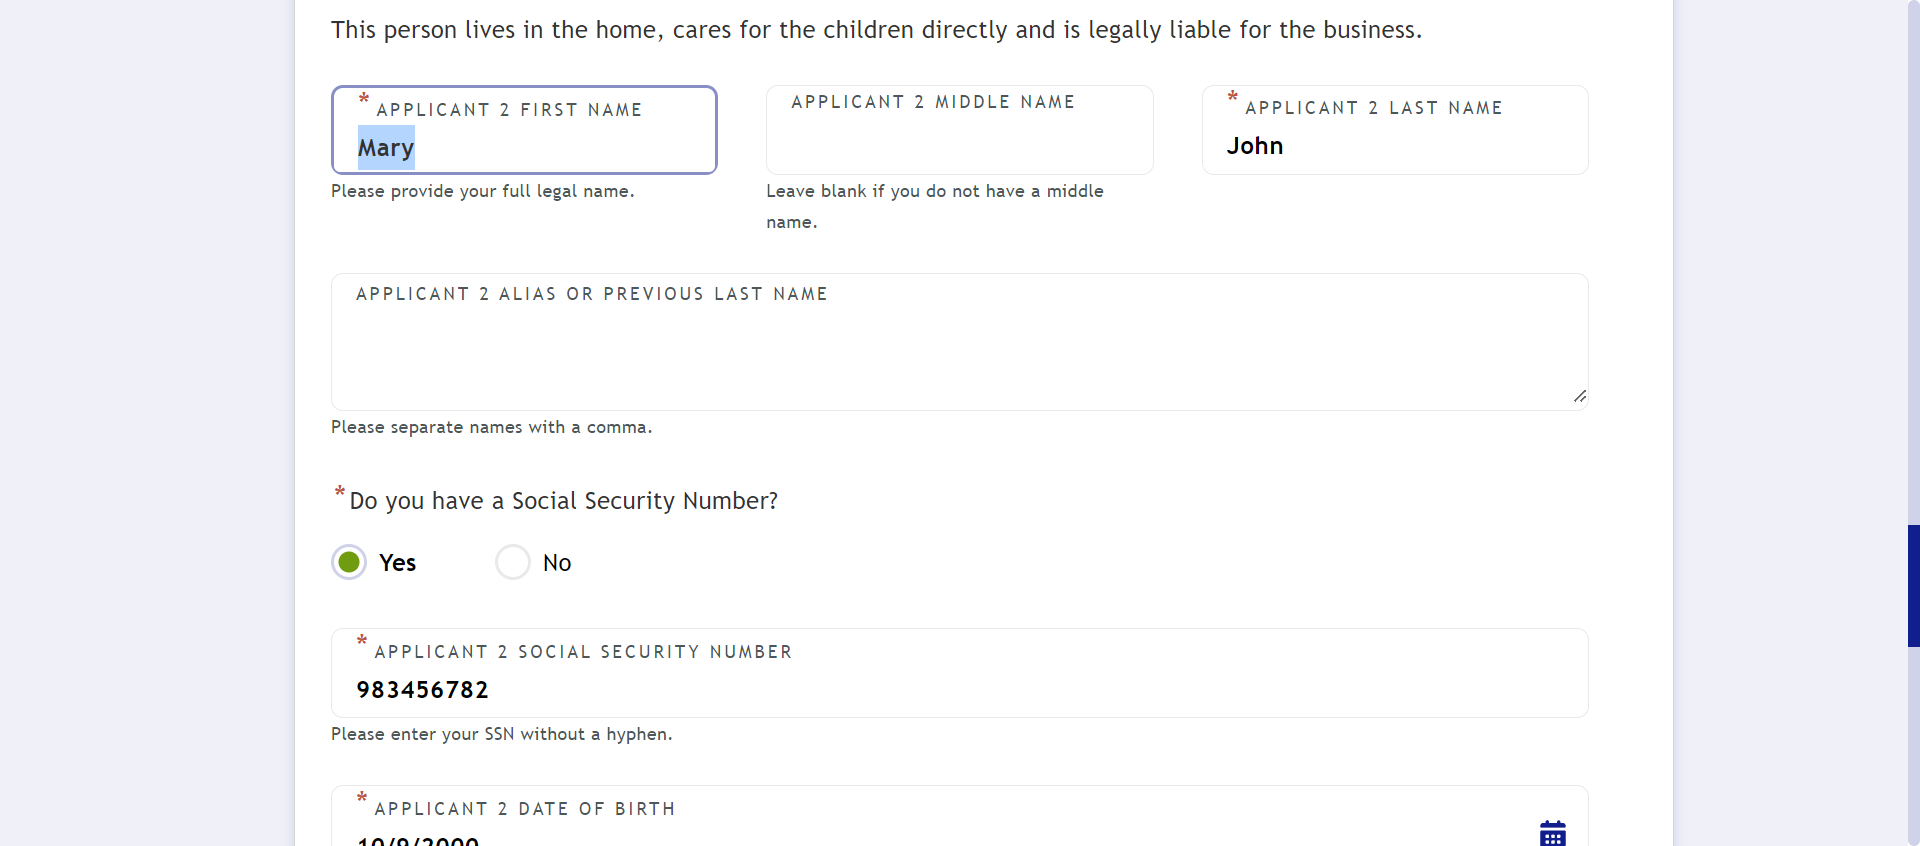 This person lives in the home, cares for the children directly and is legally liable for the business.
* APPLICANT 2 FIRST NAME
Mary
Please provide your full legal name.
APPLICANT 2 MIDDLE NAME
Leave blank if you do not have a middle
name.
* APPLICANT 2 LAST NAME
John
APPLICANT 2 ALIAS OR PREVIOUS LAST NAME
Please separate names with a comma.
* Do you have a Social Security Number?
Yes
No
* APPLICANT 2 SOCIAL SECURITY NUMBER
983456782
Please enter your SSN without a hyphen.
* APPLICANT 2 DATE OF BIRTH
10/9/2000